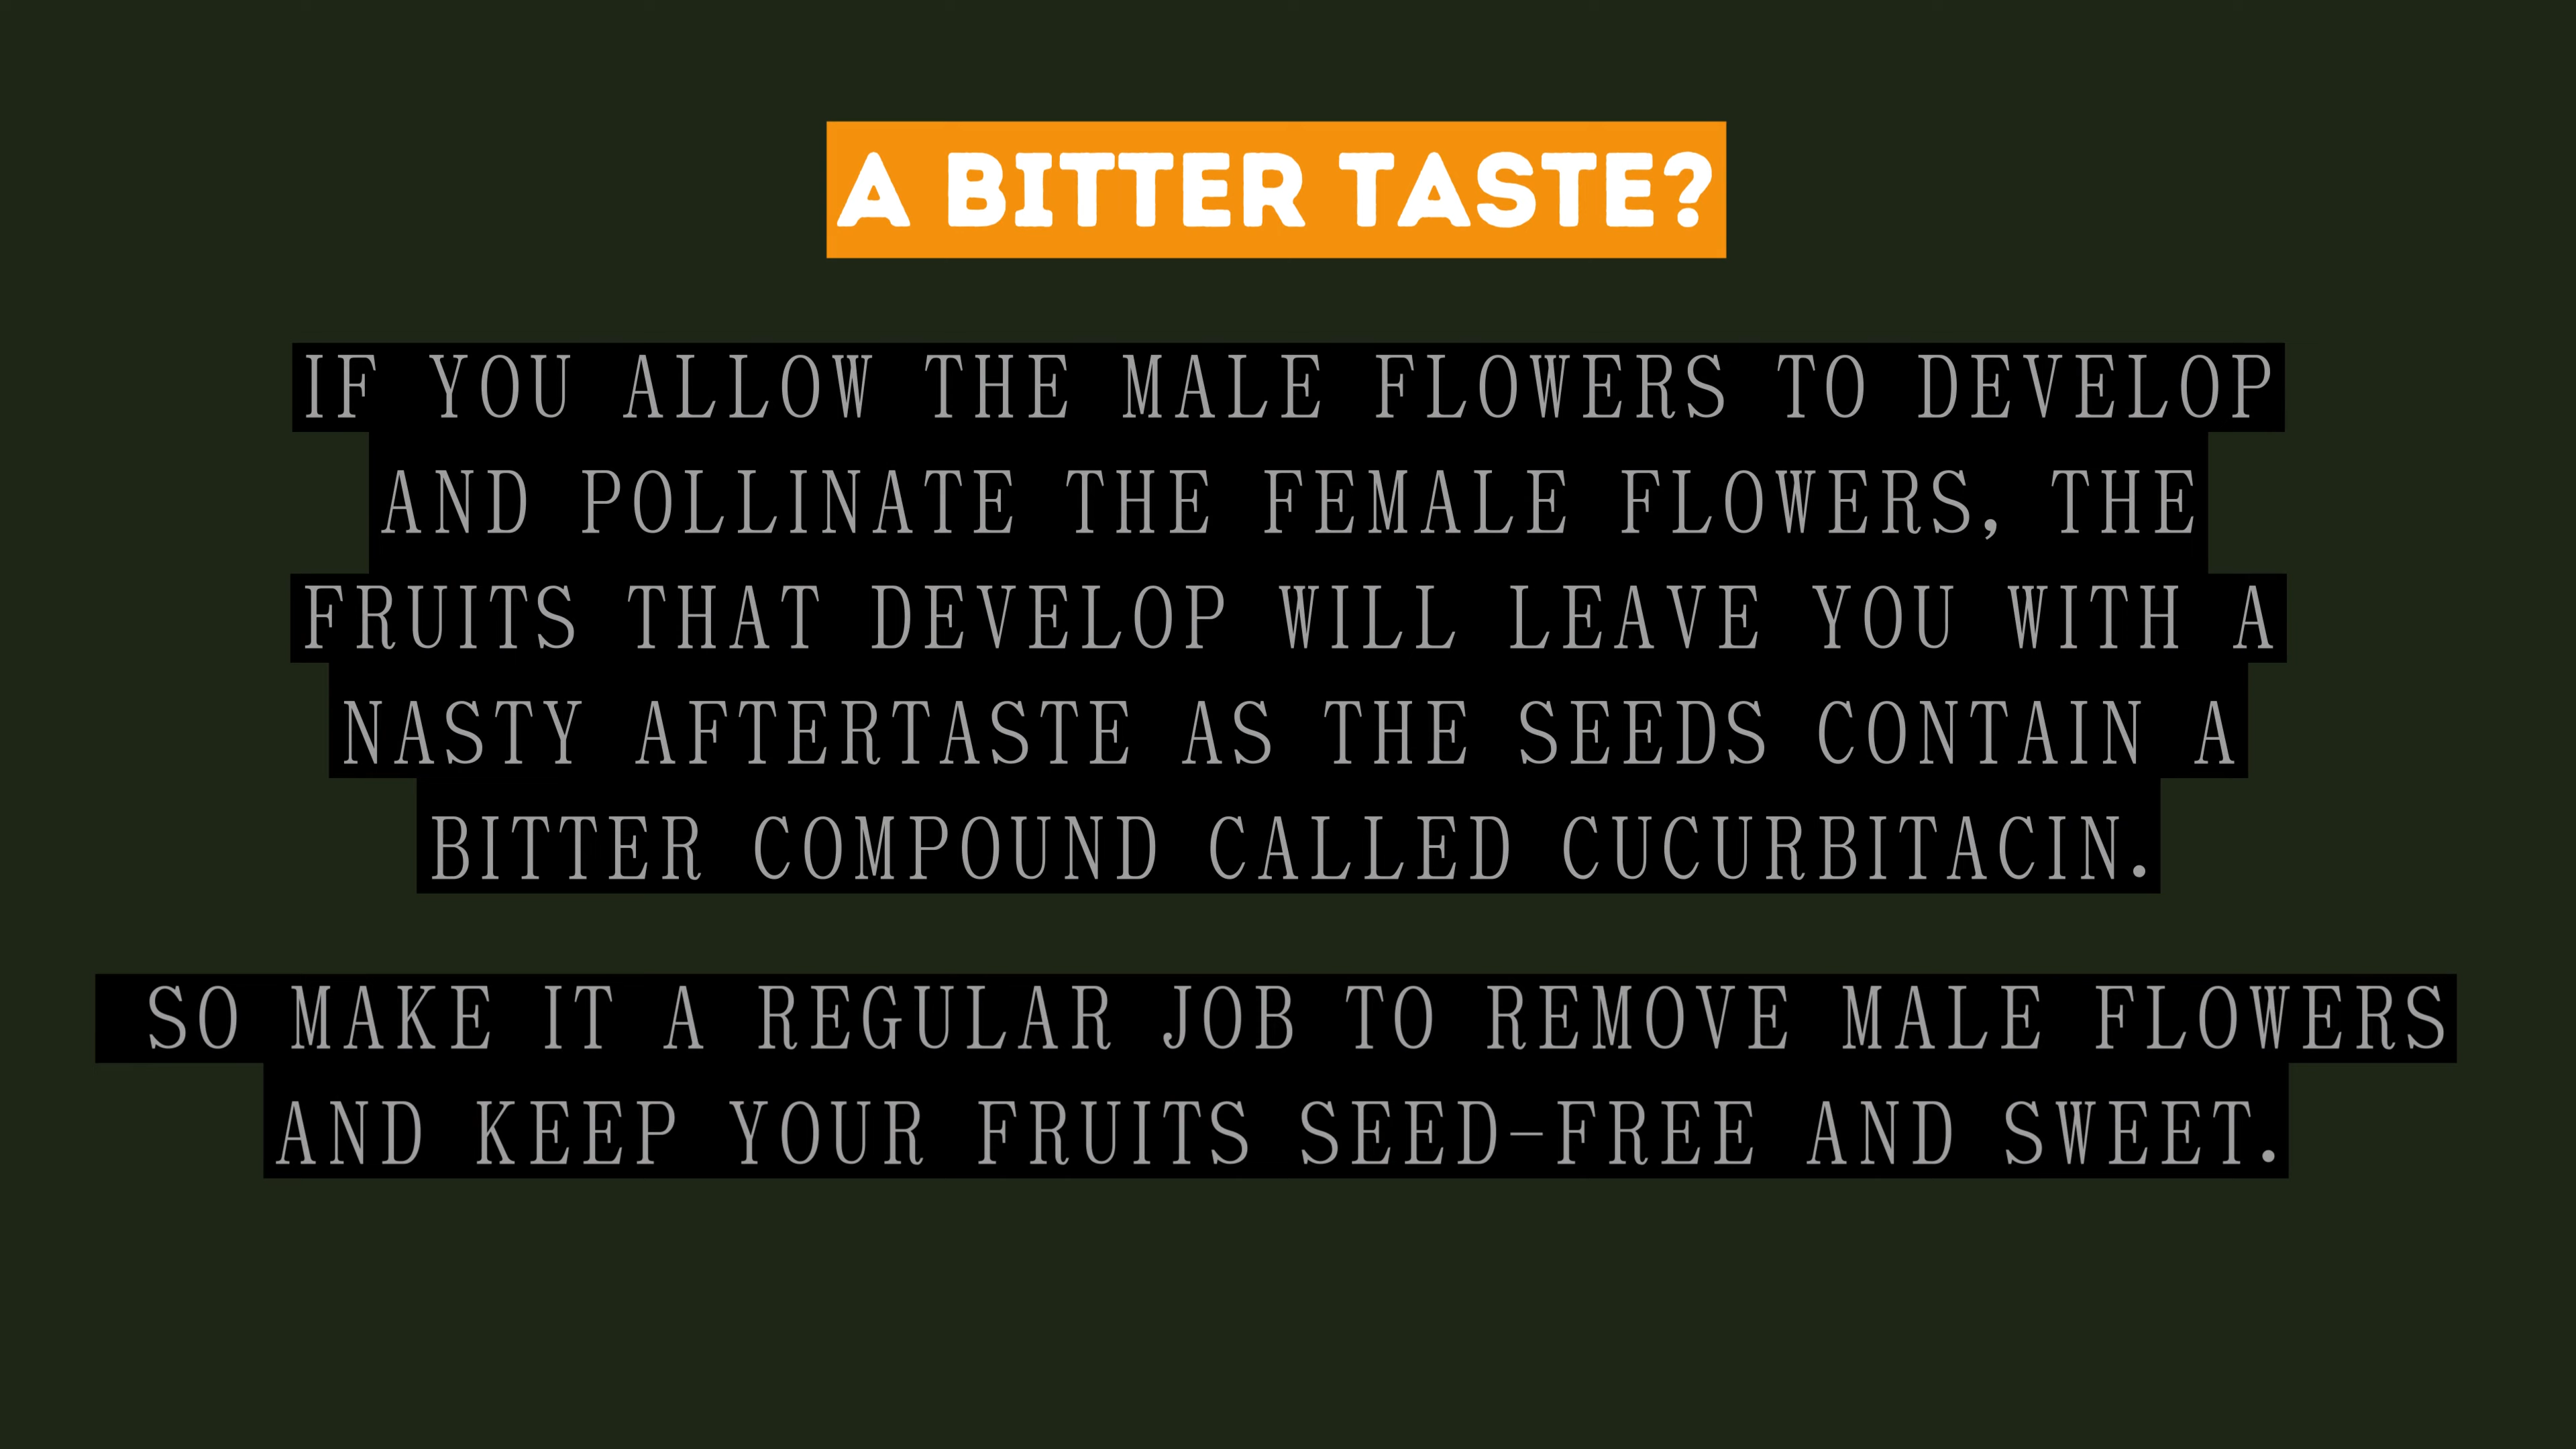 A BITTER TASTE?
IF YOU ALLOW THE MALE FLOWERS TO DEVELOP
AND POLLINATE THE FEMALE FLOWERS, THE
FRUITS THAT DEVELOP WILL LEAVE YOU WITH A
NASTY AFTERTASTE AS THE SEEDS CONTAIN A
BITTER COMPOUND CALLED CUCURBITACIN.
SO MAKE IT A REGULAR JOB TO REMOVE MALE FLOWERS
AND KEEP YOUR FRUITS SEED-FREE AND SWEET.